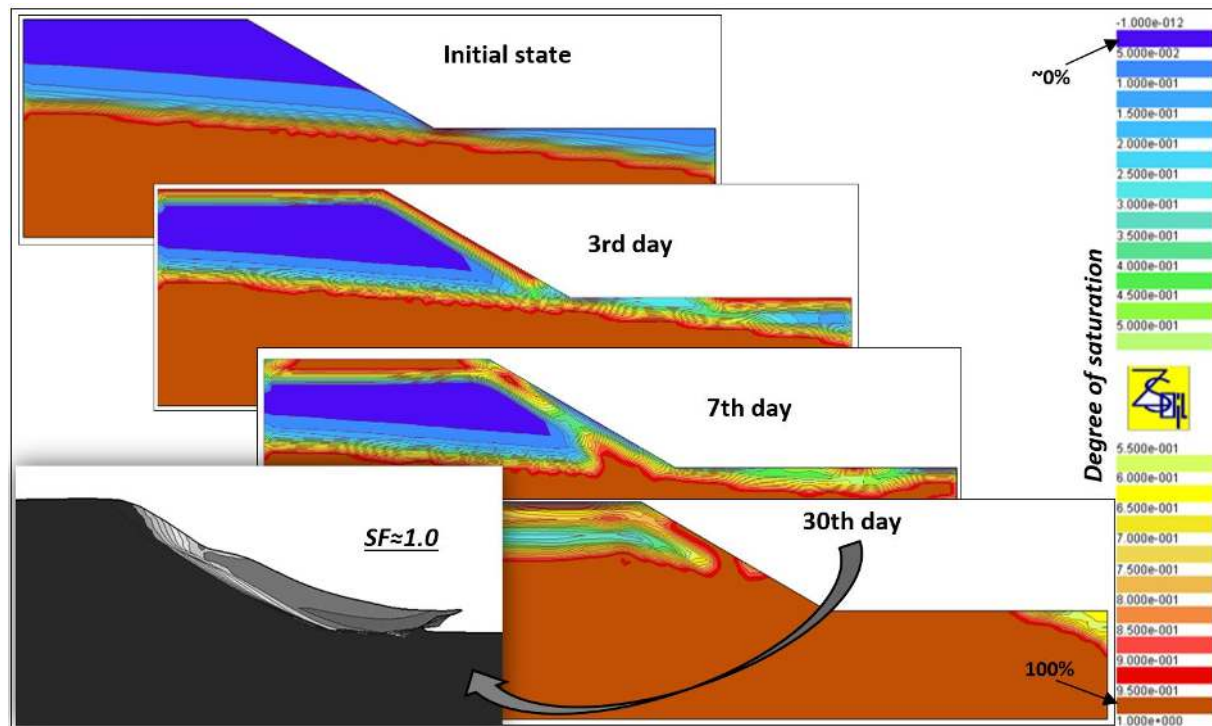 Initial state
3rd day
7th day
30th day
SF≈1.0
Degree of saturation
~0%
-1.000e-012
5.000e-002
1.000e-001
1.500e-001
2.000e-001
2.500e-001
3.000e-001
3.500e-001
4.000e-001
4.500e-001
5.000e-001
ZSoil
5.500e-001
6.000e-001
6.500e-001
7.000e-001
7.500e-001
8.000e-001
8.500e-001
9.000e-001
9.500e-001
1.000e+000
100%